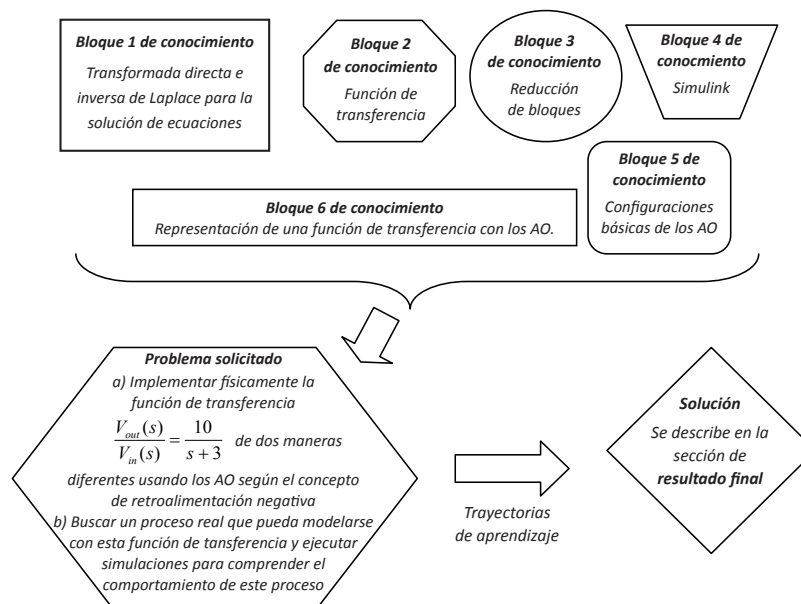 Bloque 1 de conocimiento
Transformada directa e
inversa de Laplace para la
solución de ecuaciones
Bloque 2
de conocimiento
Función de
transferencia
Bloque 3
de conocimiento
Reducción
de bloques
Bloque 4 de
conocmiento
Simulink
Bloque 5 de
conocimiento
Configuraciones
básicas de los AO
Bloque 6 de conocimiento
Representación de una función de transferencia con los AO.
Problema solicitado
a) Implementar físicamente la
función de transferencia
V_out(s)/V_in(s) = 10/(s+3) de dos maneras
diferentes usando los AO según el concepto
de retroalimentación negativa
b) Buscar un proceso real que pueda modelarse
con esta función de tansferencia y ejecutar
simulaciones para comprender el
comportamiento de este proceso
Trayectorias
de aprendizaje
Solución
Se describe en la
sección de
resultado final